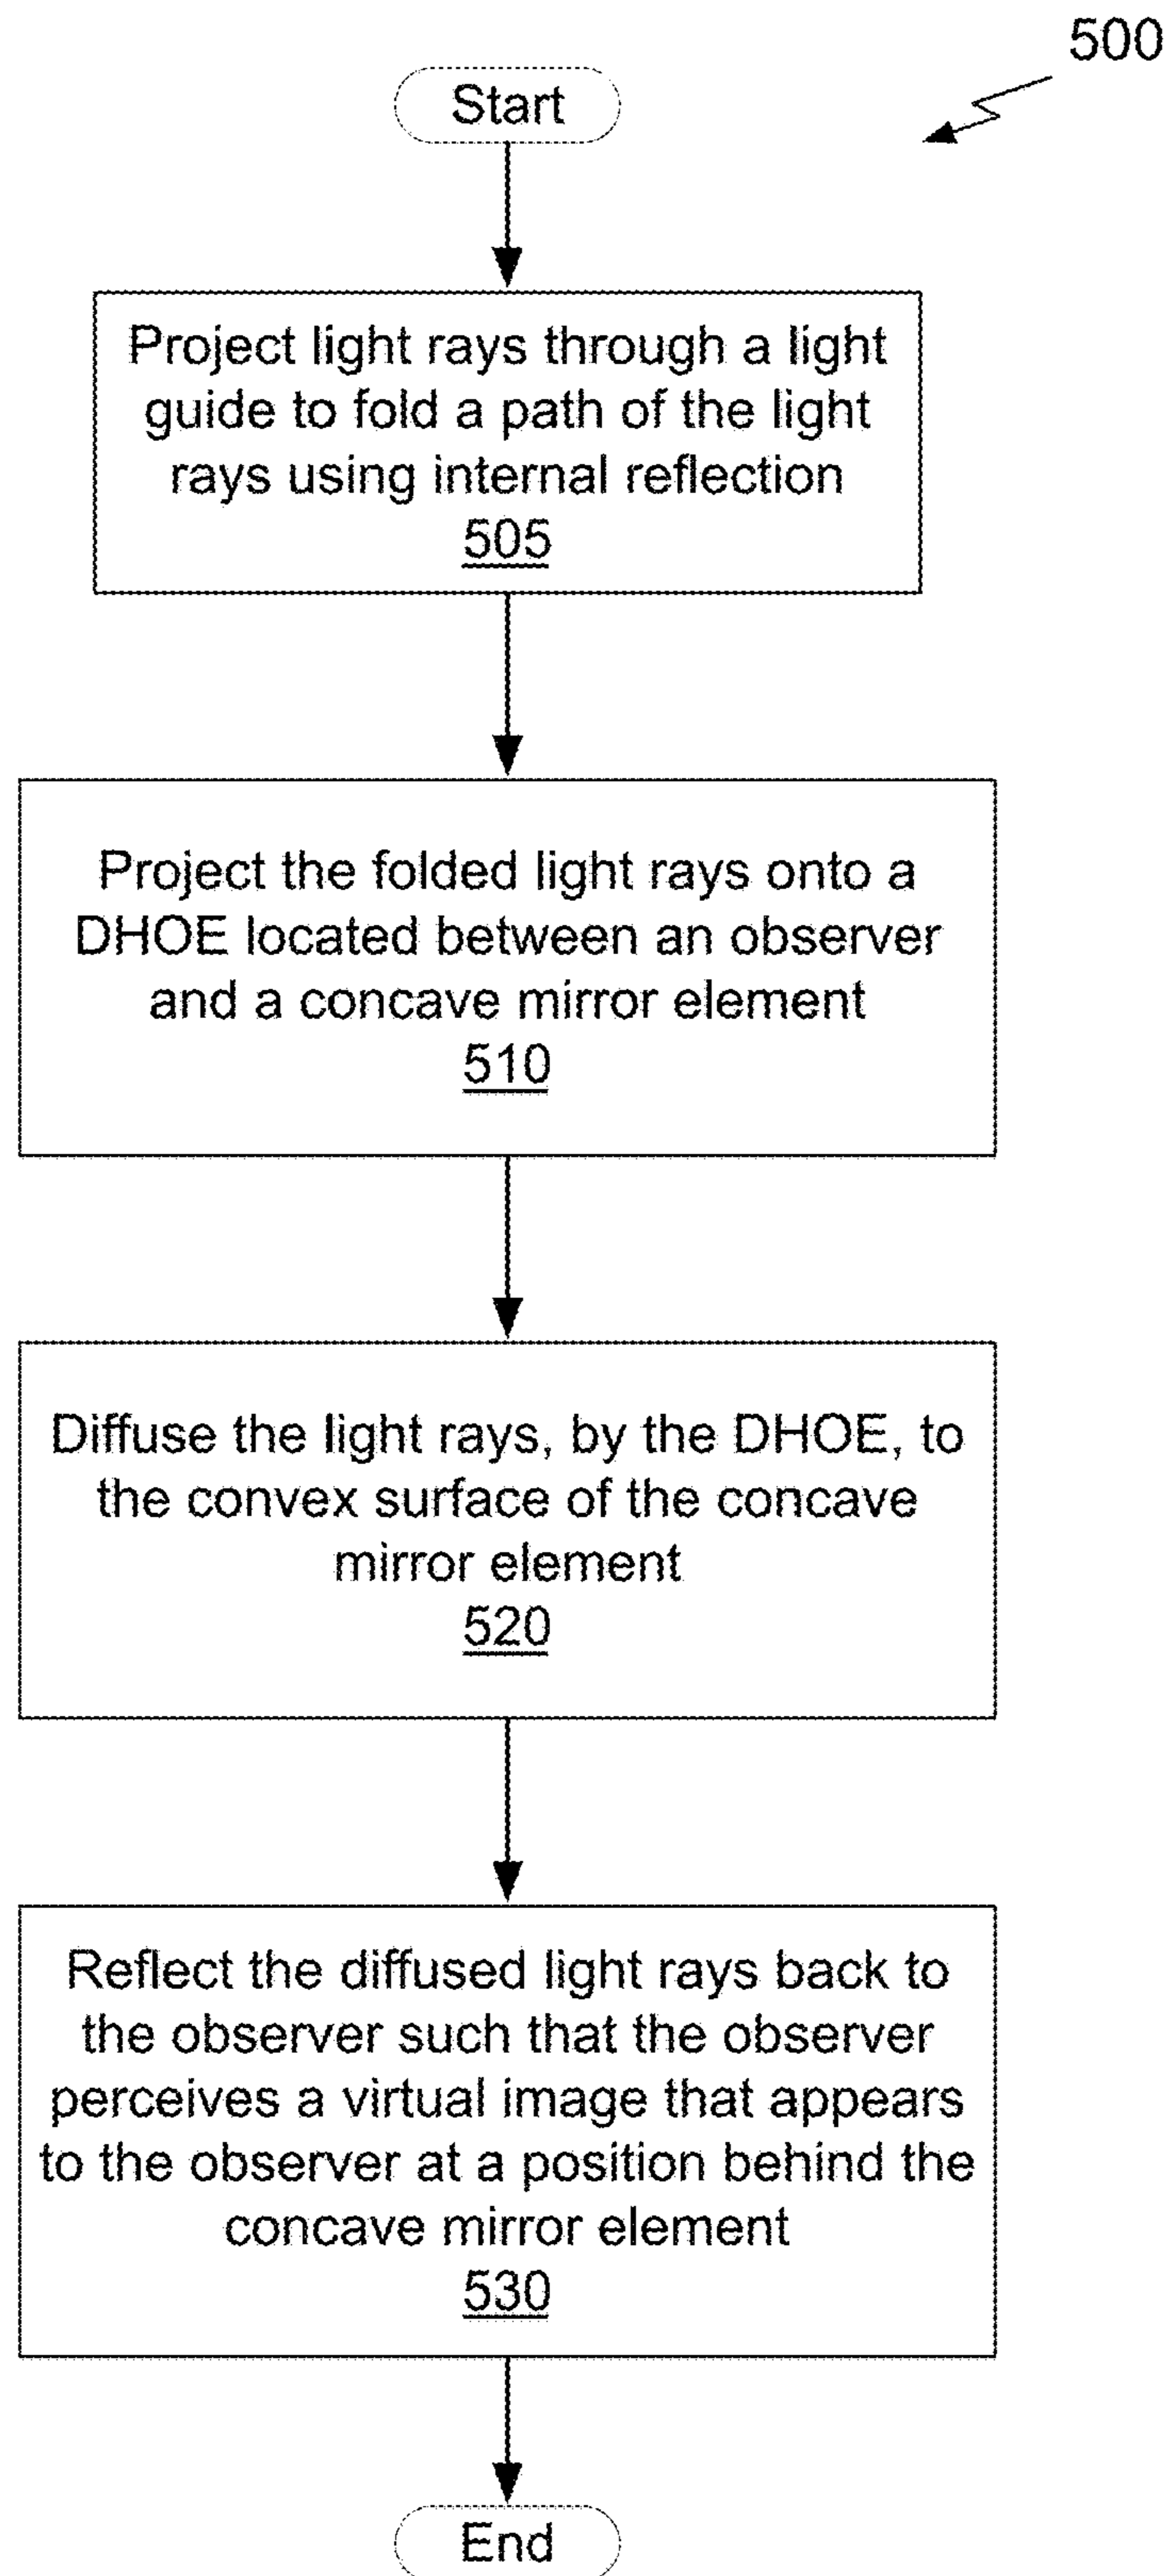 500
Start
Project light rays through a light
guide to fold a path of the light
rays using internal reflection
505
Project the folded light rays onto a
DHOE located between an observer
and a concave mirror element
510
Diffuse the light rays, by the DHOE, to
the convex surface of the concave
mirror element
520
Reflect the diffused light rays back to
the observer such that the observer
perceives a virtual image that appears
to the observer at a position behind the
concave mirror element
530
End